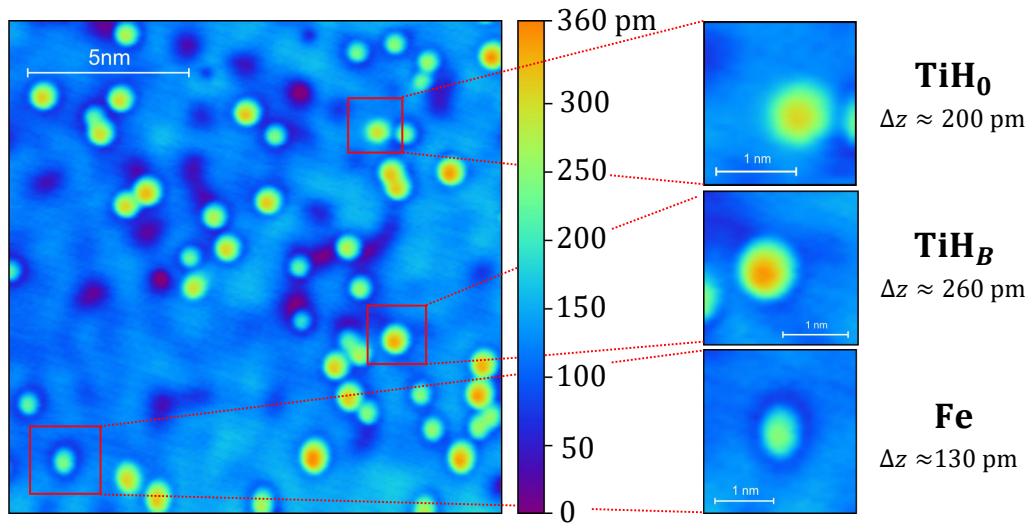 5nm
360 pm
300
250
200
150
100
50
0
1 nm
TiH₀
Δz ≈ 200 pm
1 nm
TiH_B
Δz ≈ 260 pm
1 nm
Fe
Δz ≈130 pm